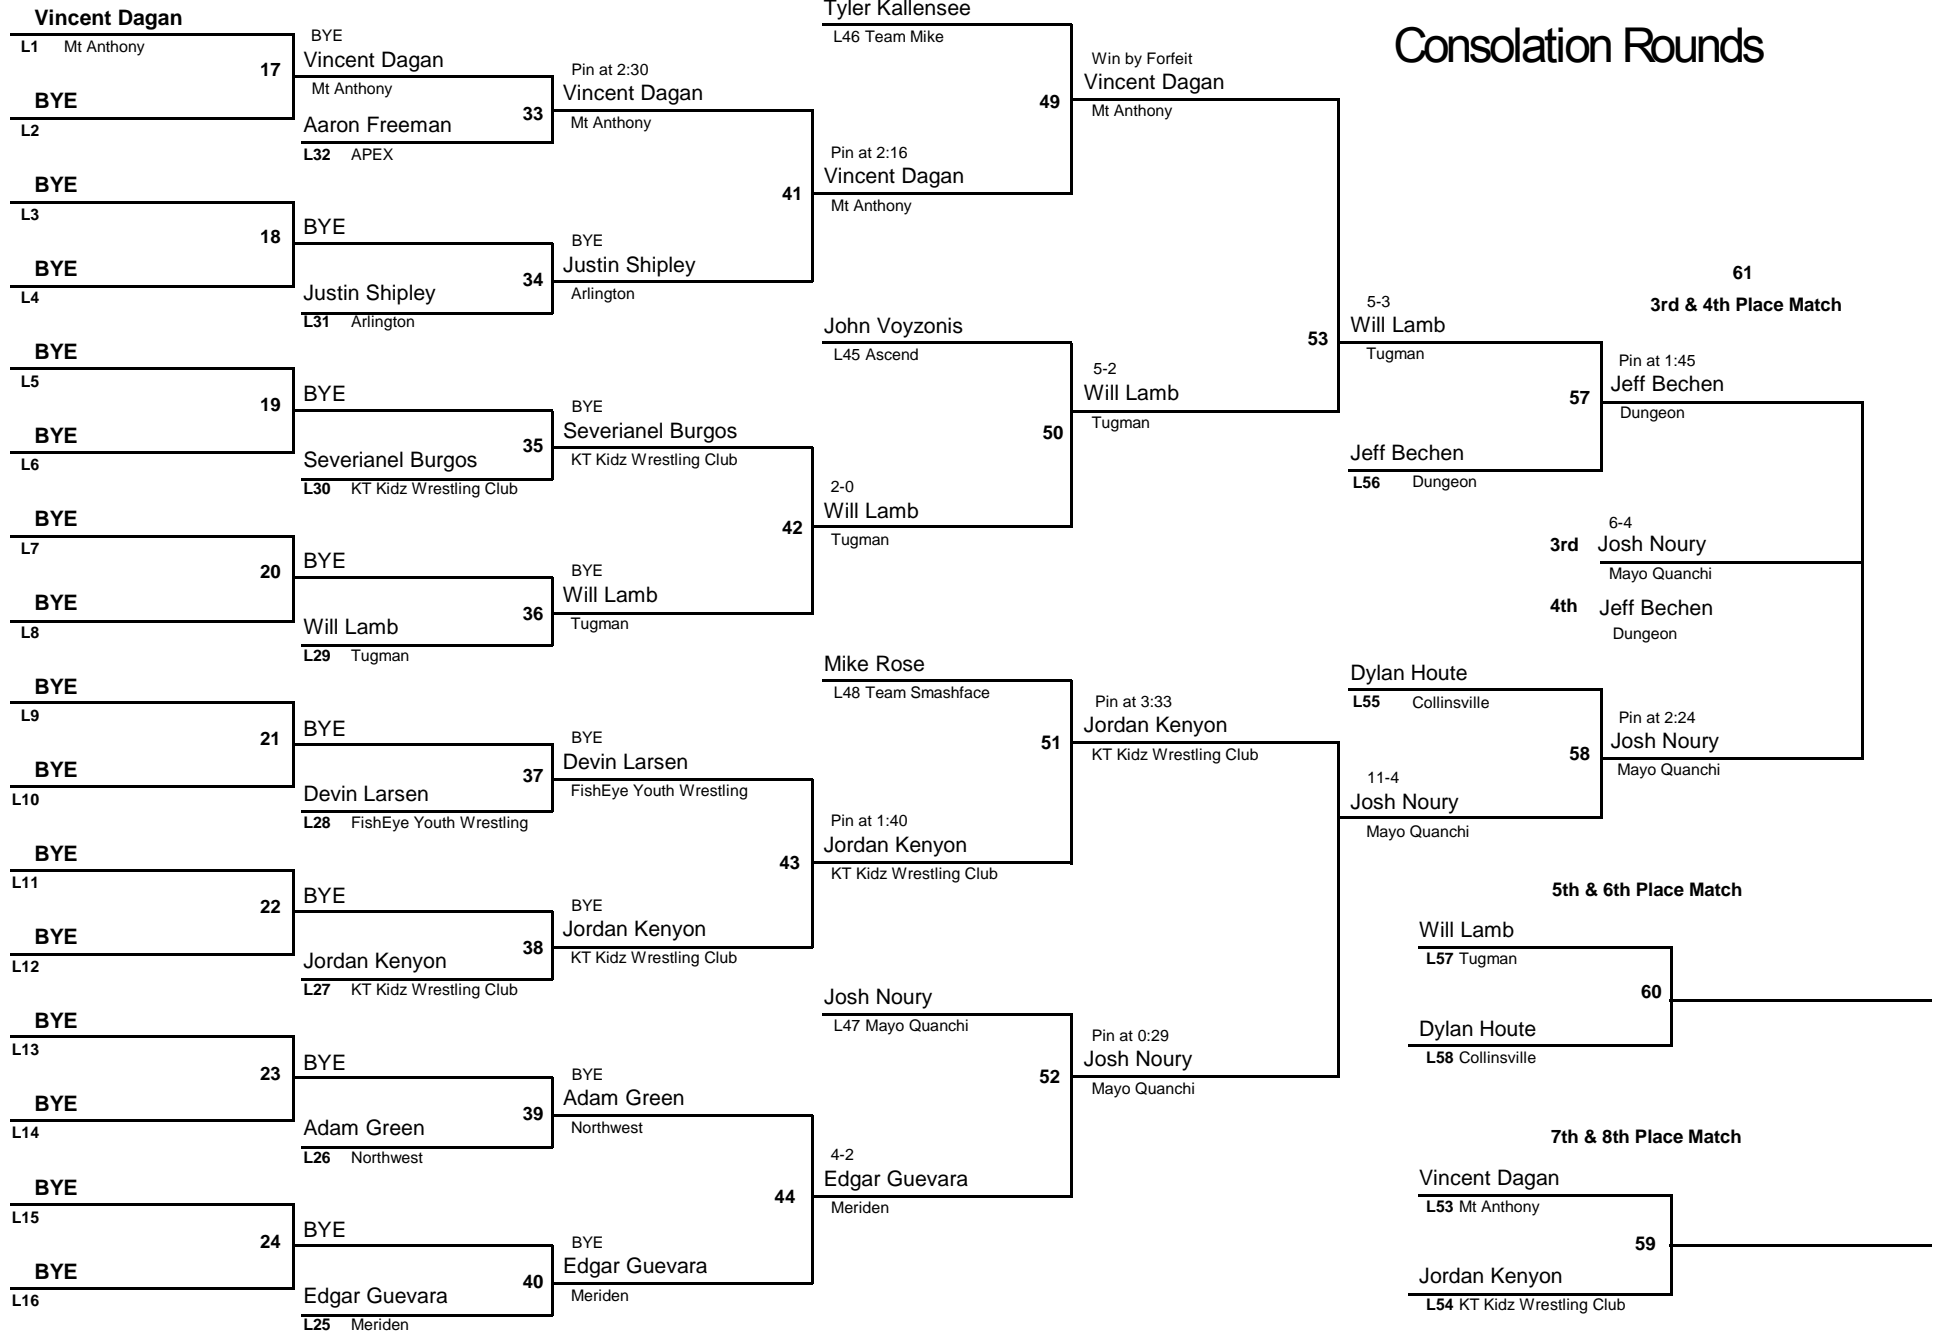 Consolation Rounds
Vincent Dagan
L1 Mt Anthony
17
BYE
L2
BYE
L3
18
BYE
L4
BYE
L5
19
BYE
L6
BYE
L7
20
BYE
L8
BYE
L9
21
BYE
L10
BYE
L11
22
BYE
L12
BYE
L13
23
BYE
L14
BYE
L15
24
BYE
L16
BYE
Vincent Dagan
Mt Anthony
33
Aaron Freeman
L32 APEX
BYE
34
Justin Shipley
L31 Arlington
BYE
35
Severianel Burgos
L30 KT Kidz Wrestling Club
BYE
36
Will Lamb
L29 Tugman
BYE
37
Devin Larsen
L28 FishEye Youth Wrestling
BYE
38
Jordan Kenyon
L27 KT Kidz Wrestling Club
BYE
39
Adam Green
L26 Northwest
BYE
40
Edgar Guevara
L25 Meriden
Pin at 2:30
Vincent Dagan
Mt Anthony
41
BYE
Justin Shipley
Arlington
BYE
Severianel Burgos
KT Kidz Wrestling Club
42
BYE
Will Lamb
Tugman
BYE
Devin Larsen
FishEye Youth Wrestling
43
BYE
Jordan Kenyon
KT Kidz Wrestling Club
BYE
Adam Green
Northwest
44
BYE
Edgar Guevara
Meriden
Tyler Kallensee
L46 Team Mike
49
Pin at 2:16
Vincent Dagan
Mt Anthony
John Voyzonis
L45 Ascend
50
2-0
Will Lamb
Tugman
Mike Rose
L48 Team Smashface
51
Pin at 1:40
Jordan Kenyon
KT Kidz Wrestling Club
Josh Noury
L47 Mayo Quanchi
52
4-2
Edgar Guevara
Meriden
Win by Forfeit
Vincent Dagan
Mt Anthony
53
5-2
Will Lamb
Tugman
Pin at 3:33
Jordan Kenyon
KT Kidz Wrestling Club
Pin at 0:29
Josh Noury
Mayo Quanchi
5-3
Will Lamb
Tugman
57
Jeff Bechen
L56 Dungeon
Dylan Houte
L55 Collinsville
58
11-4
Josh Noury
Mayo Quanchi
61
3rd & 4th Place Match
Pin at 1:45
Jeff Bechen
Dungeon
6-4
3rd Josh Noury
Mayo Quanchi
4th Jeff Bechen
Dungeon
Pin at 2:24
Josh Noury
Mayo Quanchi
5th & 6th Place Match
Will Lamb
L57 Tugman
60
Dylan Houte
L58 Collinsville
7th & 8th Place Match
Vincent Dagan
L53 Mt Anthony
59
Jordan Kenyon
L54 KT Kidz Wrestling Club